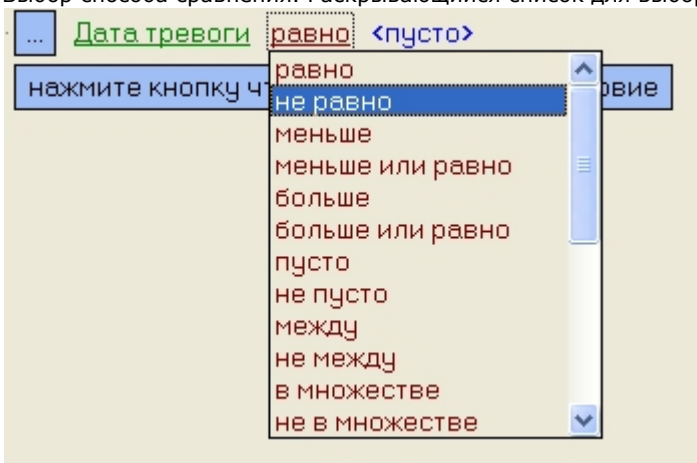 Выбор способа сравнения. Раскрывающийся список для выбор
... Дата тревоги равно <пусто>
нажмите кнопку чт овие
равно
не равно
меньше
меньше или равно
больше
больше или равно
пусто
не пусто
между
не между
в множестве
не в множестве